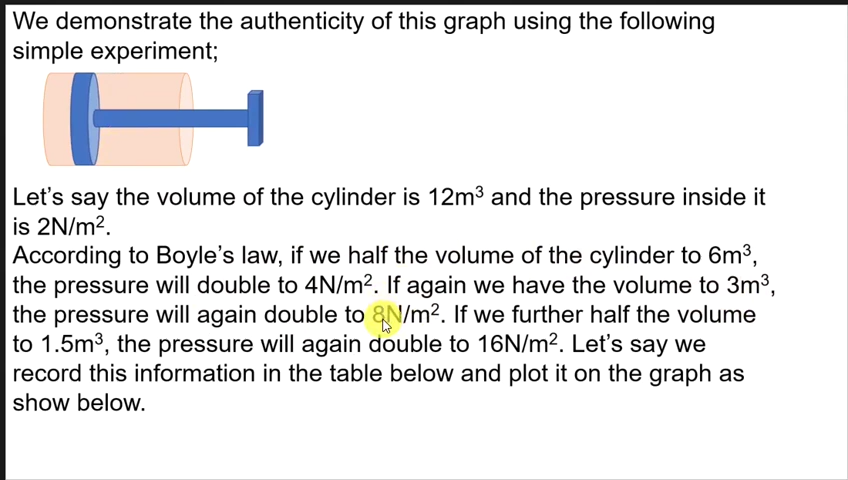 We demonstrate the authenticity of this graph using the following
simple experiment;
Let's say the volume of the cylinder is 12m³ and the pressure inside it
is 2N/m².
According to Boyle's law, if we half the volume of the cylinder to 6m³,
the pressure will double to 4N/m². If again we have the volume to 3m³,
the pressure will again double to 8N/m². If we further half the volume
to 1.5m³, the pressure will again double to 16N/m². Let's say we
record this information in the table below and plot it on the graph as
show below.